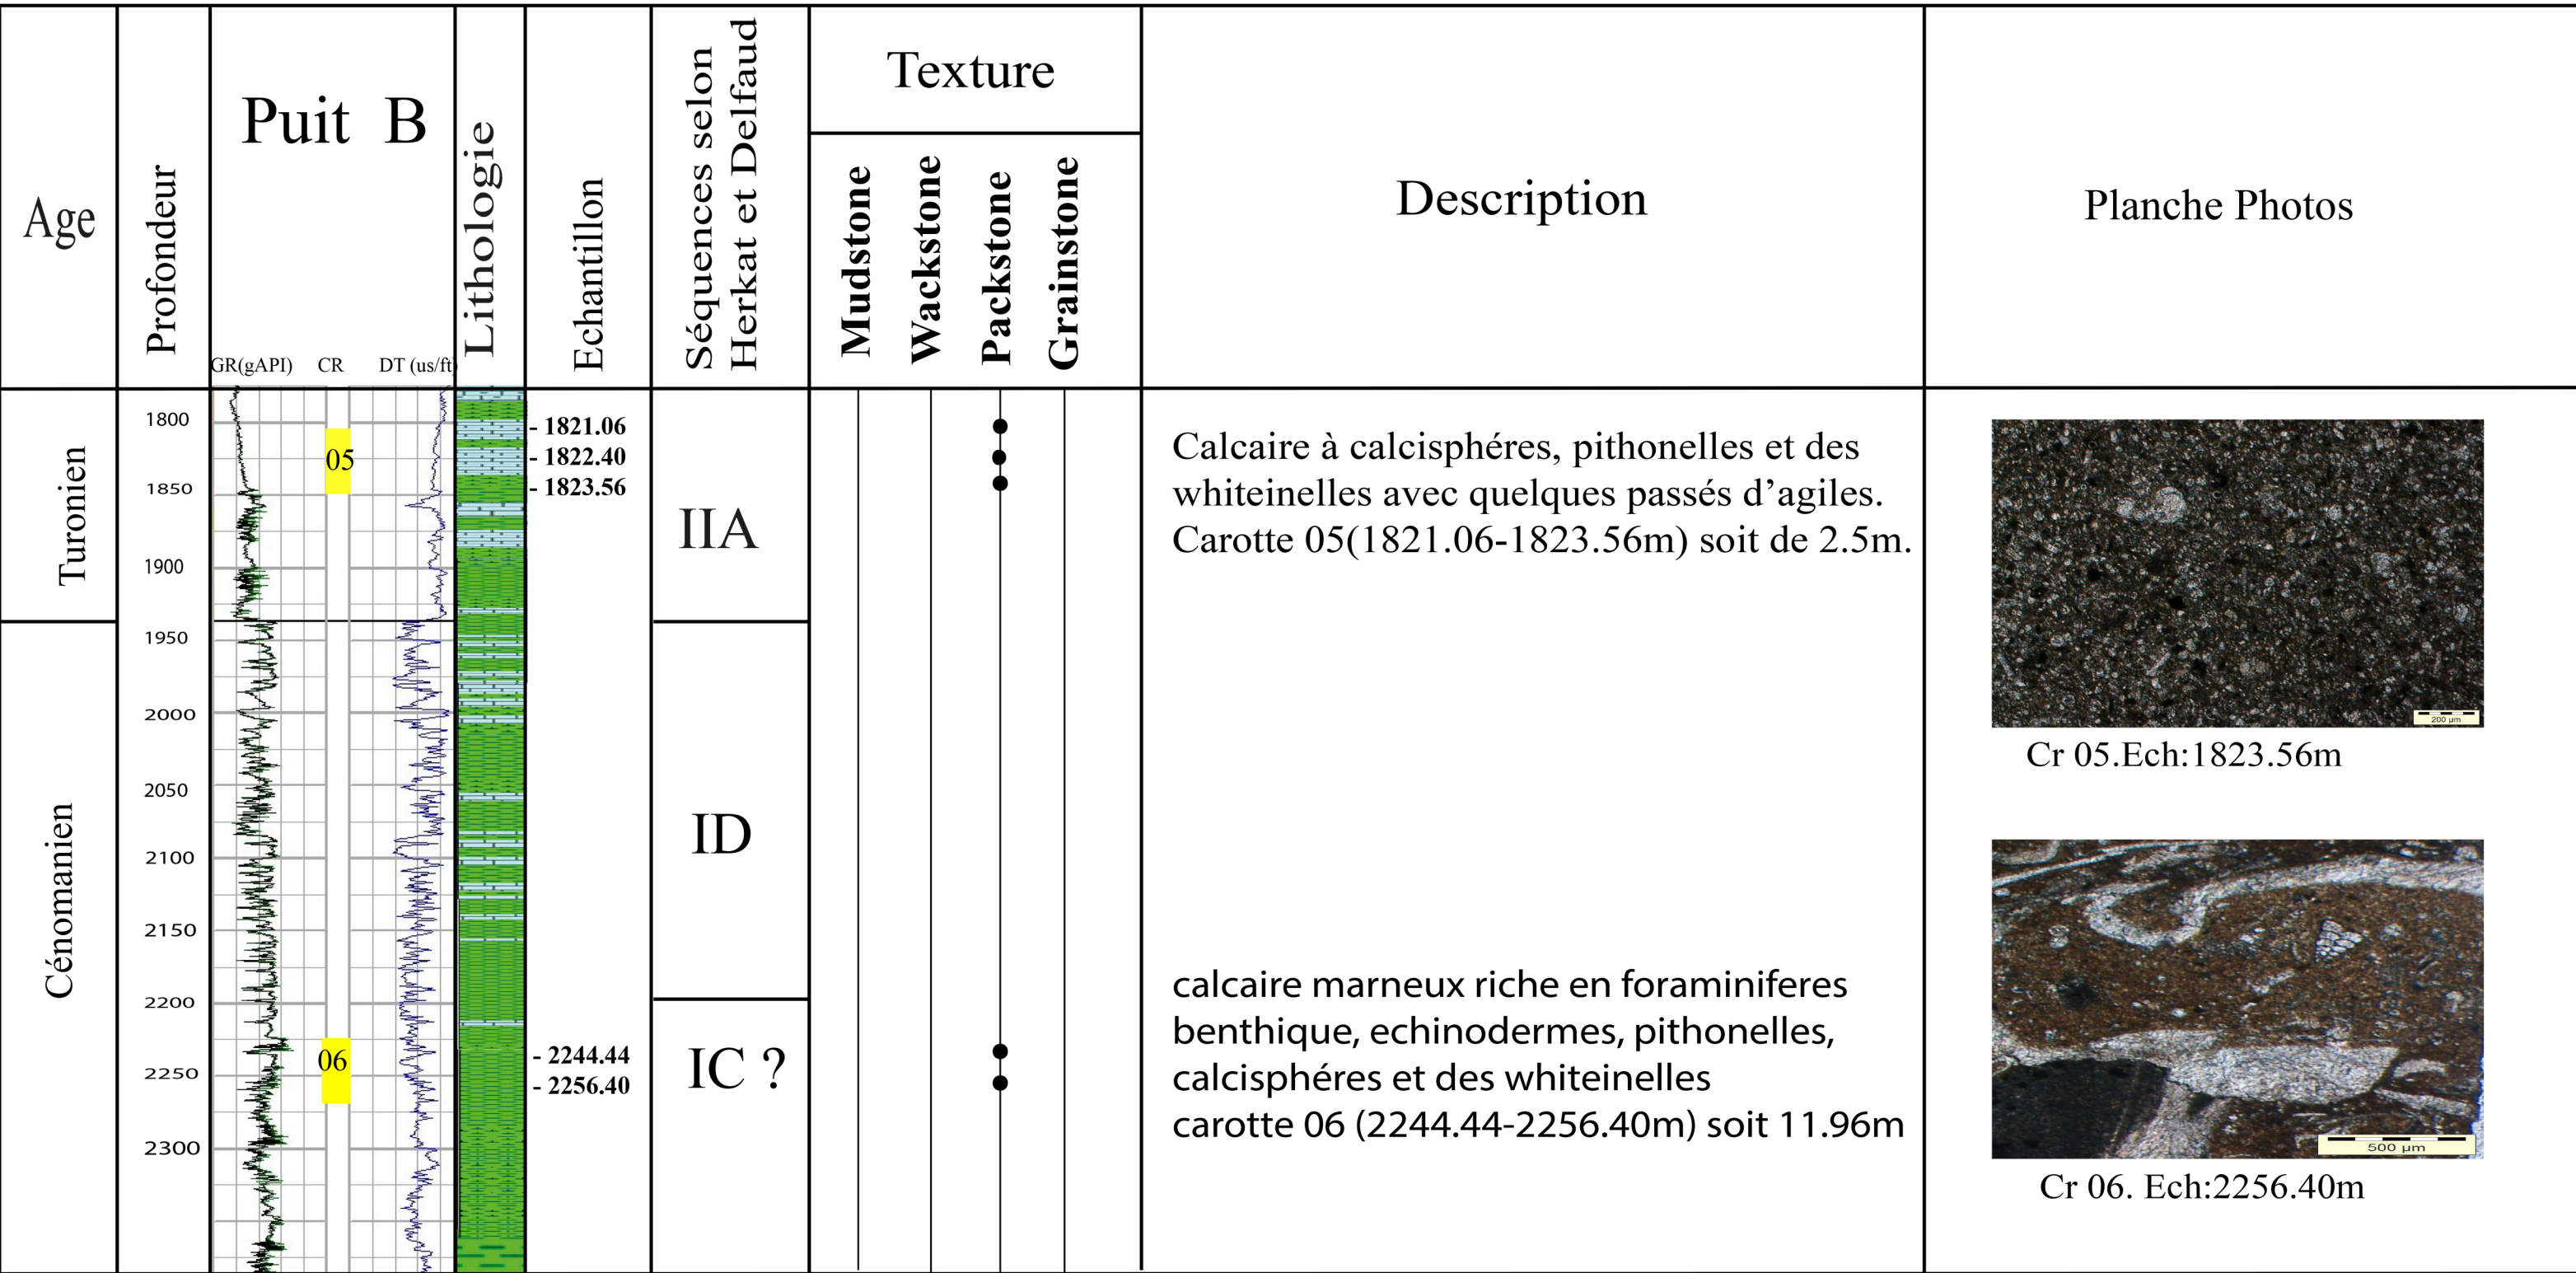 Age
Profondeur
Puit B
GR(gAPI) CR DT (us/ft)
Lithologie
Echantillon
Séquences selon
Herkat et Delfaud
Texture
Mudstone
Wackstone
Packstone
Grainstone
Description
Planche Photos
Turonien
Cénomanien
1800
1850
1900
1950
2000
2050
2100
2150
2200
2250
2300
05
06
- 1821.06
- 1822.40
- 1823.56
- 2244.44
- 2256.40
IIA
ID
IC ?
Calcaire à calcisphéres, pithonelles et des
whiteinelles avec quelques passés d’agiles.
Carotte 05(1821.06-1823.56m) soit de 2.5m.
calcaire marneux riche en foraminiferes
benthique, echinodermes, pithonelles,
calcisphéres et des whiteinelles
carotte 06 (2244.44-2256.40m) soit 11.96m
200 µm
Cr 05.Ech:1823.56m
500 µm
Cr 06. Ech:2256.40m